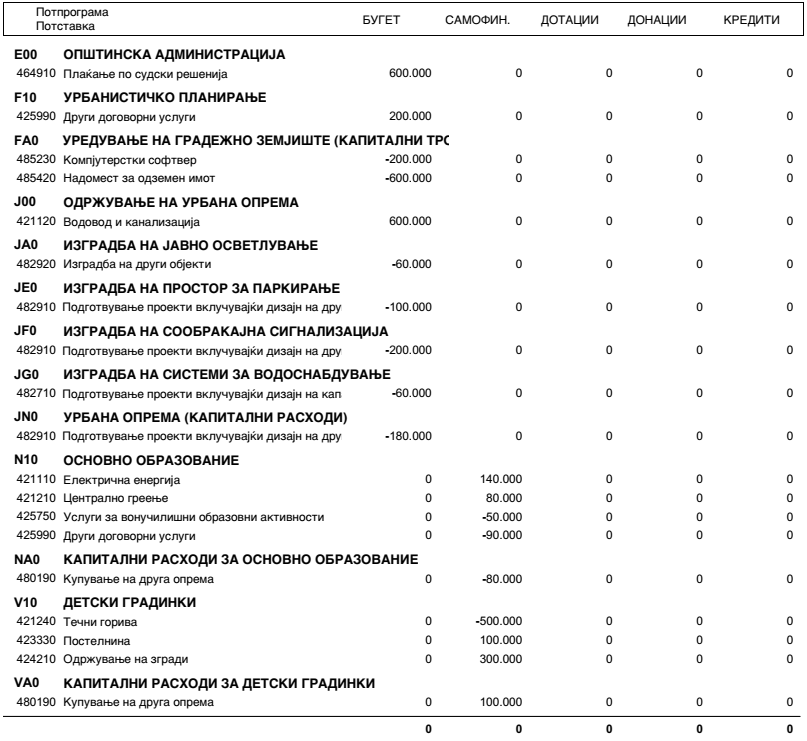 Потпрограма
Потставка БУГЕТ САМОФИН. ДОТАЦИИ ДОНАЦИИ КРЕДИТИ
E00 ОПШТИНСКА АДМИНИСТРАЦИЈА
464910 Плаќање по судски решенија 600.000 0 0 0 0
F10 УРБАНИСТИЧКО ПЛАНИРАЊЕ
425990 Други договорни услуги 200.000 0 0 0 0
FA0 УРЕДУВАЊЕ НА ГРАДЕЖНО ЗЕМЈИШТЕ (КАПИТАЛНИ ТРО
485230 Компјутерстки софтвер -200.000 0 0 0 0
485420 Надомест за одземен имот -600.000 0 0 0 0
J00 ОДРЖУВАЊЕ НА УРБАНА ОПРЕМА
421120 Водовод и канализација 600.000 0 0 0 0
JA0 ИЗГРАДБА НА ЈАВНО ОСВЕТЛУВАЊЕ
482920 Изградба на други објекти -60.000 0 0 0 0
JE0 ИЗГРАДБА НА ПРОСТОР ЗА ПАРКИРАЊЕ
482910 Подготвување проекти вклучувајќи дизајн на дру -100.000 0 0 0 0
JF0 ИЗГРАДБА НА СООБРАКАЈНА СИГНАЛИЗАЦИЈА
482910 Подготвување проекти вклучувајќи дизајн на дру -200.000 0 0 0 0
JG0 ИЗГРАДБА НА СИСТЕМИ ЗА ВОДОСНАБДУВАЊЕ
482710 Подготвување проекти вклучувајќи дизајн на кап -60.000 0 0 0 0
JN0 УРБАНА ОПРЕМА (КАПИТАЛНИ РАСХОДИ)
482910 Подготвување проекти вклучувајќи дизајн на дру -180.000 0 0 0 0
N10 ОСНОВНО ОБРАЗОВАНИЕ
421110 Електрична енергија 0 140.000 0 0 0
421210 Централно греење 0 80.000 0 0 0
425750 Услуги за вонучилишни образовни активности 0 -50.000 0 0 0
425990 Други договорни услуги 0 -90.000 0 0 0
NA0 КАПИТАЛНИ РАСХОДИ ЗА ОСНОВНО ОБРАЗОВАНИЕ
480190 Купување на друга опрема 0 -80.000 0 0 0
V10 ДЕТСКИ ГРАДИНКИ
421240 Течни горива 0 -500.000 0 0 0
423330 Постелнина 0 100.000 0 0 0
424210 Одржување на згради 0 300.000 0 0 0
VA0 КАПИТАЛНИ РАСХОДИ ЗА ДЕТСКИ ГРАДИНКИ
480190 Купување на друга опрема 0 100.000 0 0 0
0 0 0 0 0